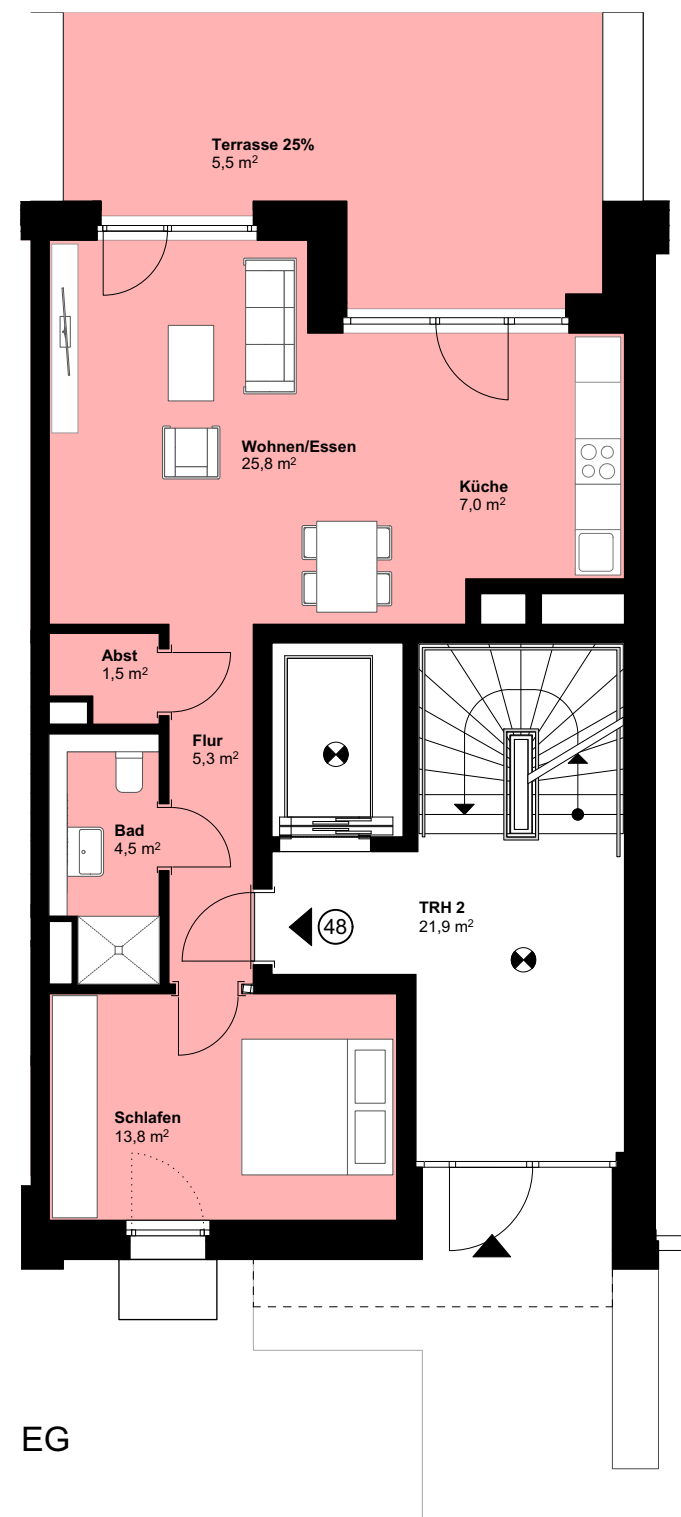 Terrasse 25%
5,5 m²
Wohnen/Essen
25,8 m²
Küche
7,0 m²
Abst
1,5 m²
Flur
5,3 m²
Bad
4,5 m²
48
TRH 2
21,9 m²
Schlafen
13,8 m²
EG